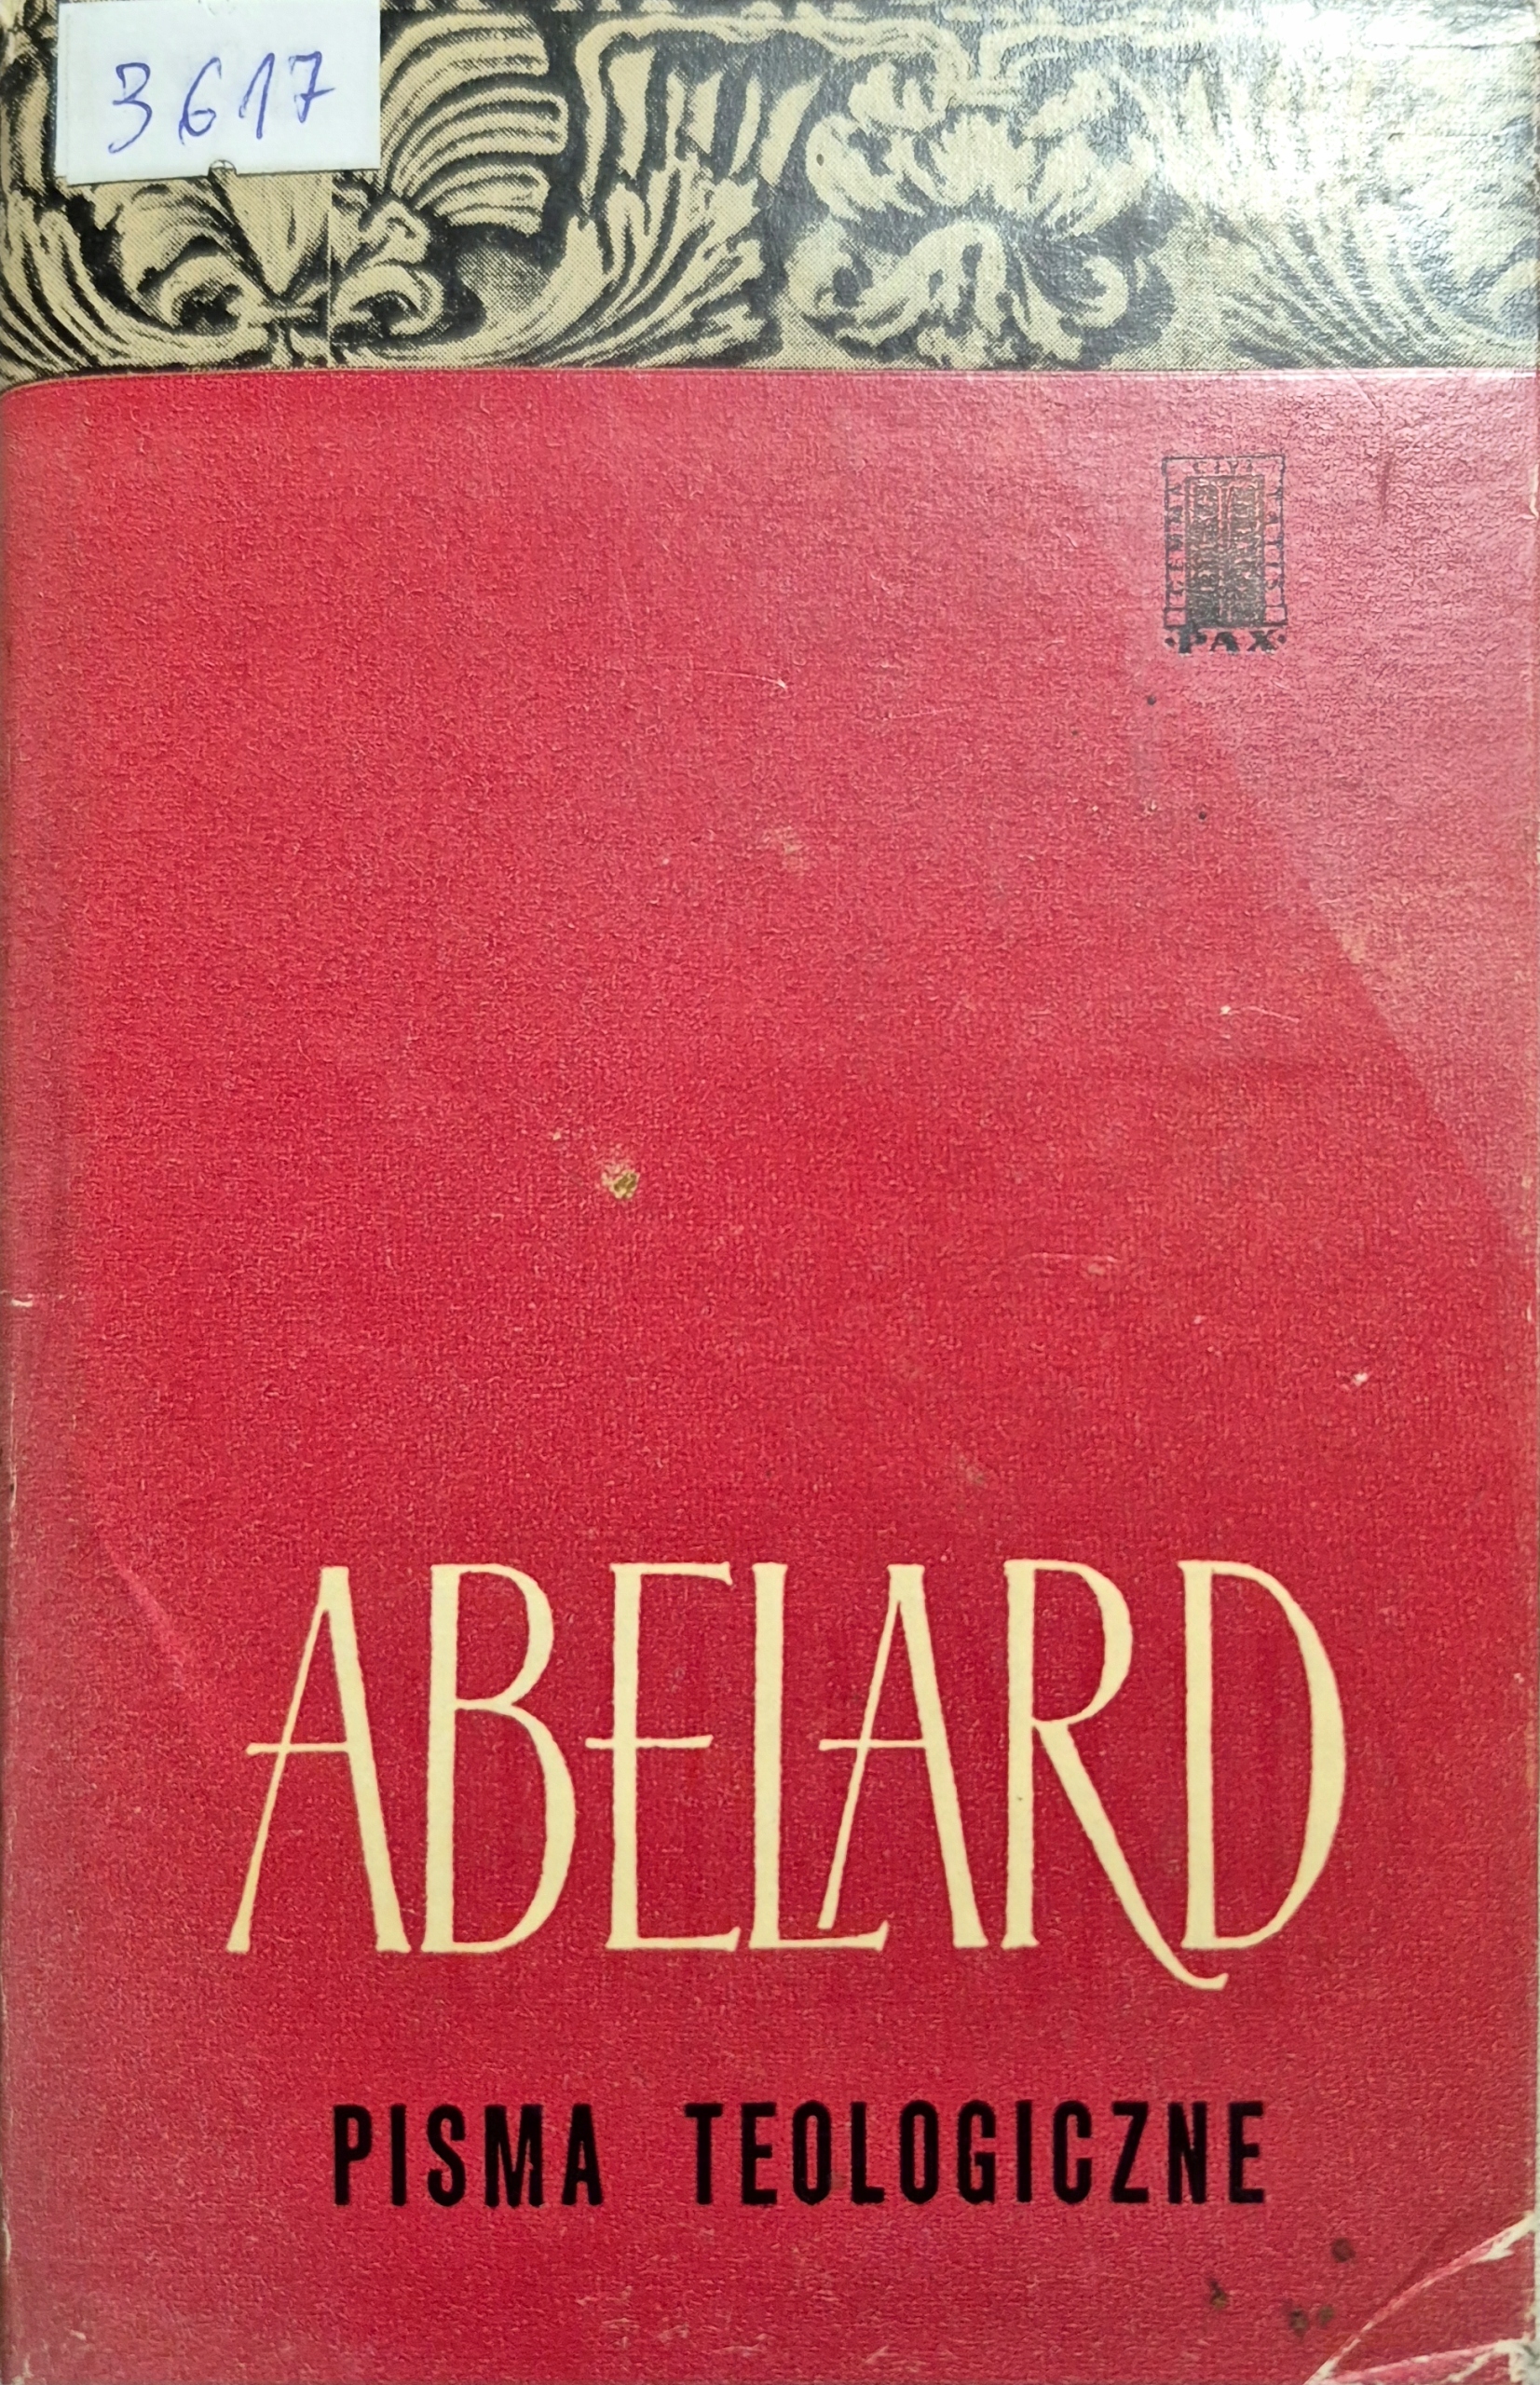 3617
·PAX·
ABELARD
PISMA TEOLOGICZNE